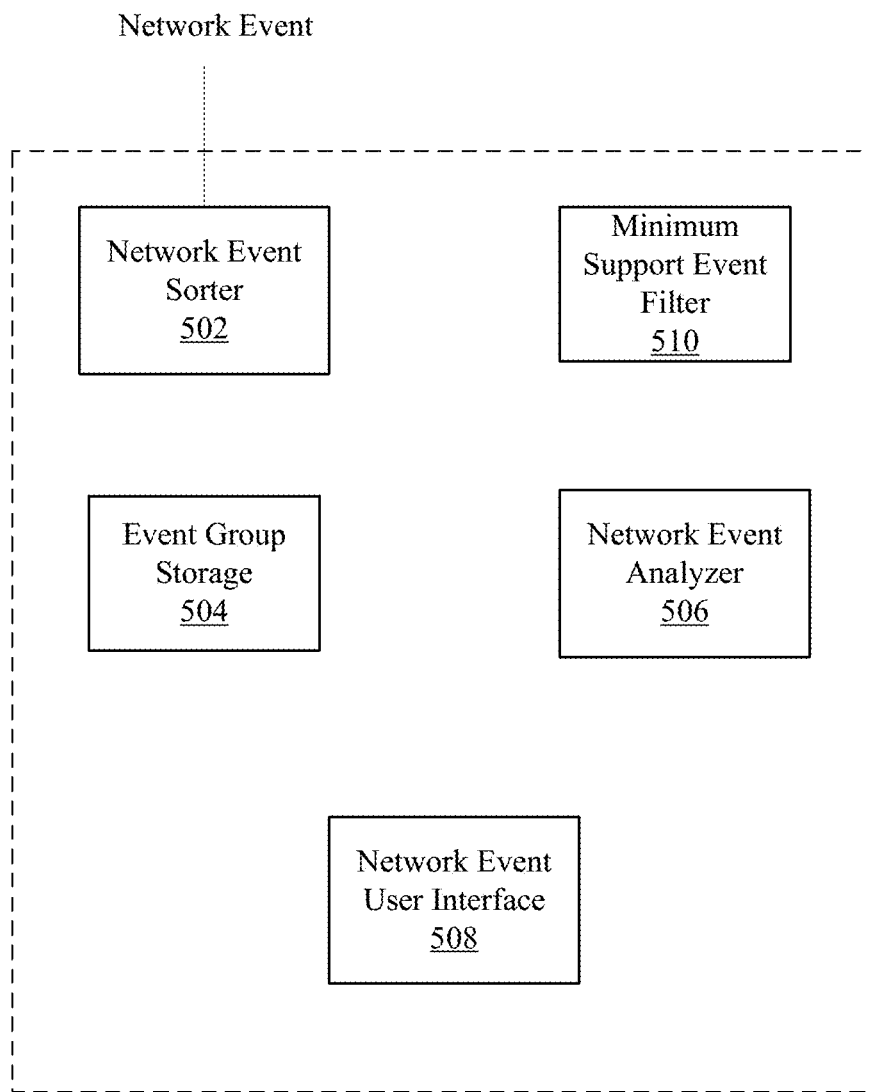 Network Event
Network Event
Sorter
502
Minimum
Support Event
Filter
510
Event Group
Storage
504
Network Event
Analyzer
506
Network Event
User Interface
508